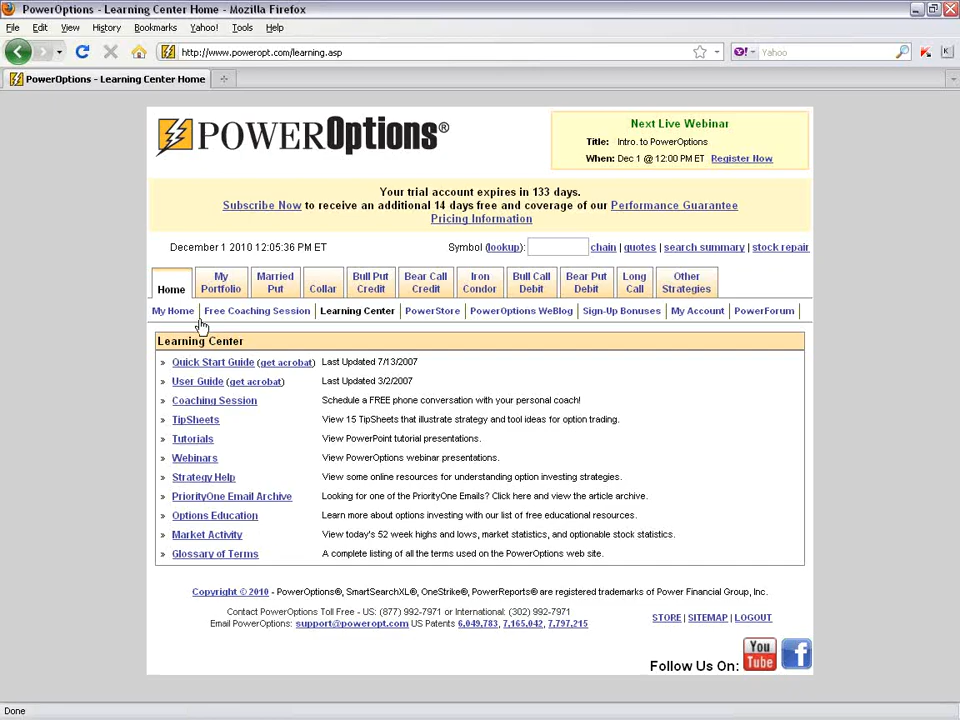 PowerOptions - Learning Center Home - Mozilla Firefox
File Edit View History Bookmarks Yahoo! Tools Help
http://www.poweropt.com/learning.asp
Yahoo
PowerOptions - Learning Center Home
POWEROptions®
Next Live Webinar
Title: Intro. to PowerOptions
When: Dec 1 @ 12:00 PM ET Register Now
Your trial account expires in 133 days.
Subscribe Now to receive an additional 14 days free and coverage of our Performance Guarantee
Pricing Information
December 1 2010 12:05:36 PM ET
Symbol (lookup): chain | quotes | search summary | stock repair
Home
My Portfolio
Married Put
Collar
Bull Put Credit
Bear Call Credit
Iron Condor
Bull Call Debit
Bear Put Debit
Long Call
Other Strategies
My Home | Free Coaching Session | Learning Center | PowerStore | PowerOptions WeBlog | Sign-Up Bonuses | My Account | PowerForum
Learning Center
» Quick Start Guide (get acrobat) Last Updated 7/13/2007
» User Guide (get acrobat) Last Updated 3/2/2007
» Coaching Session Schedule a FREE phone conversation with your personal coach!
» TipSheets View 15 TipSheets that illustrate strategy and tool ideas for option trading.
» Tutorials View PowerPoint tutorial presentations.
» Webinars View PowerOptions webinar presentations.
» Strategy Help View some online resources for understanding option investing strategies.
» PriorityOne Email Archive Looking for one of the PriorityOne Emails? Click here and view the article archive.
» Options Education Learn more about options investing with our list of free educational resources.
» Market Activity View today's 52 week highs and lows, market statistics, and optionable stock statistics.
» Glossary of Terms A complete listing of all the terms used on the PowerOptions web site.
Copyright © 2010 - PowerOptions®, SmartSearchXL®, OneStrike®, PowerReports® are registered trademarks of Power Financial Group, Inc.
Contact PowerOptions Toll Free - US: (877) 992-7971 or International: (302) 992-7971
Email PowerOptions: support@poweropt.com US Patents 6,049,783, 7,165,042, 7,797,215
STORE | SITEMAP | LOGOUT
Follow Us On: You Tube f
Done